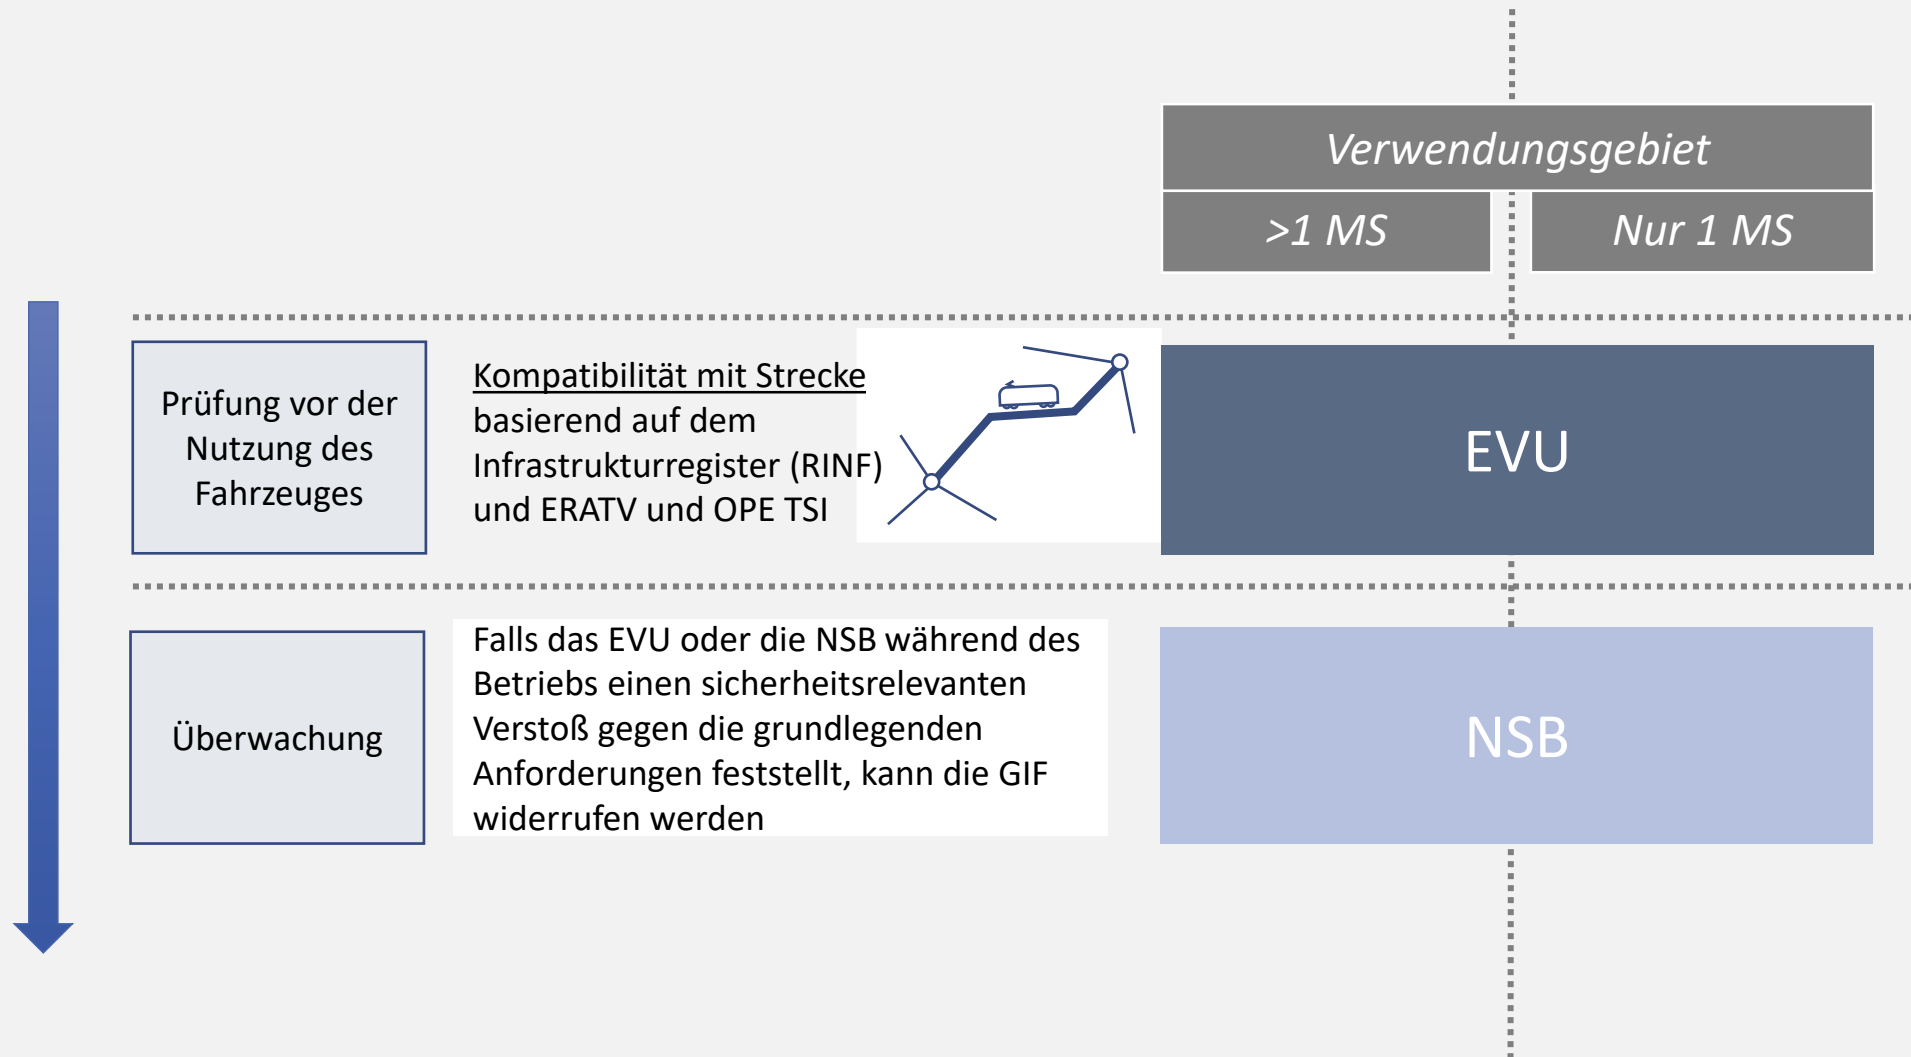 Verwendungsgebiet
>1 MS
Nur 1 MS
Prüfung vor der
Nutzung des
Fahrzeuges
Kompatibilität mit Strecke
basierend auf dem
Infrastrukturregister (RINF)
und ERATV und OPE TSI
EVU
Überwachung
Falls das EVU oder die NSB während des
Betriebs einen sicherheitsrelevanten
Verstoß gegen die grundlegenden
Anforderungen feststellt, kann die GIF
widerrufen werden
NSB